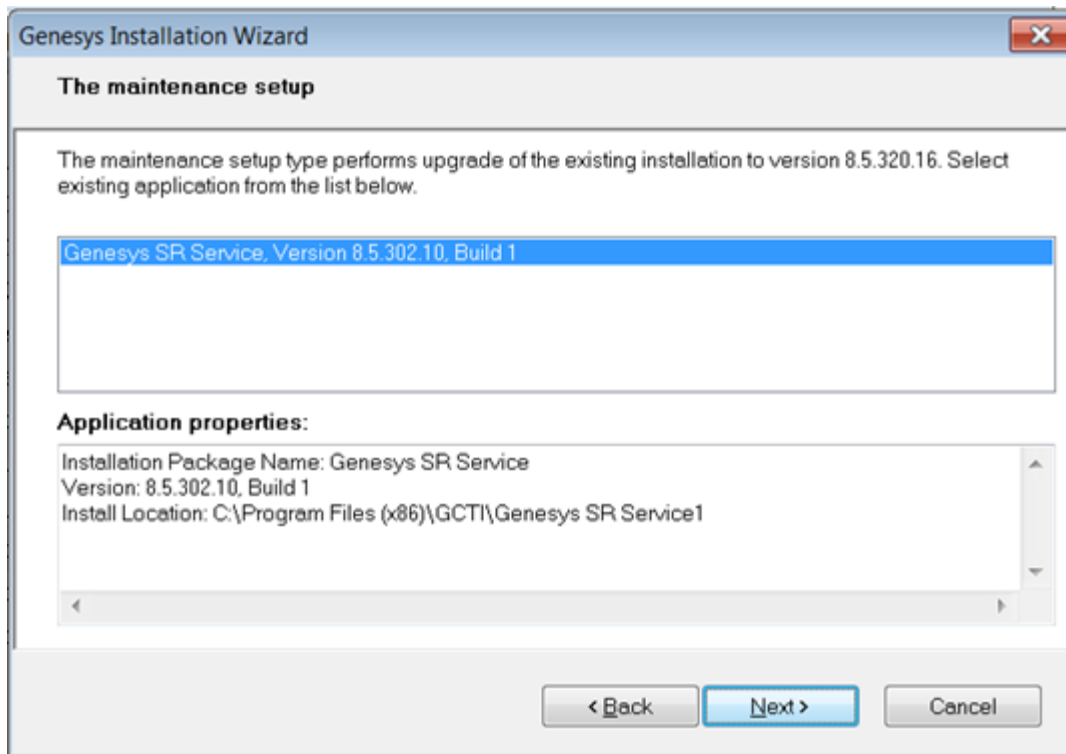 Genesys Installation Wizard
The maintenance setup
The maintenance setup type performs upgrade of the existing installation to version 8.5.320.16. Select
existing application from the list below.
Genesys SR Service, Version 8.5.302.10, Build 1
Application properties:
Installation Package Name: Genesys SR Service
Version: 8.5.302.10, Build 1
Install Location: C:\Program Files (x86)\GCTI\Genesys SR Service1
< Back Next > Cancel